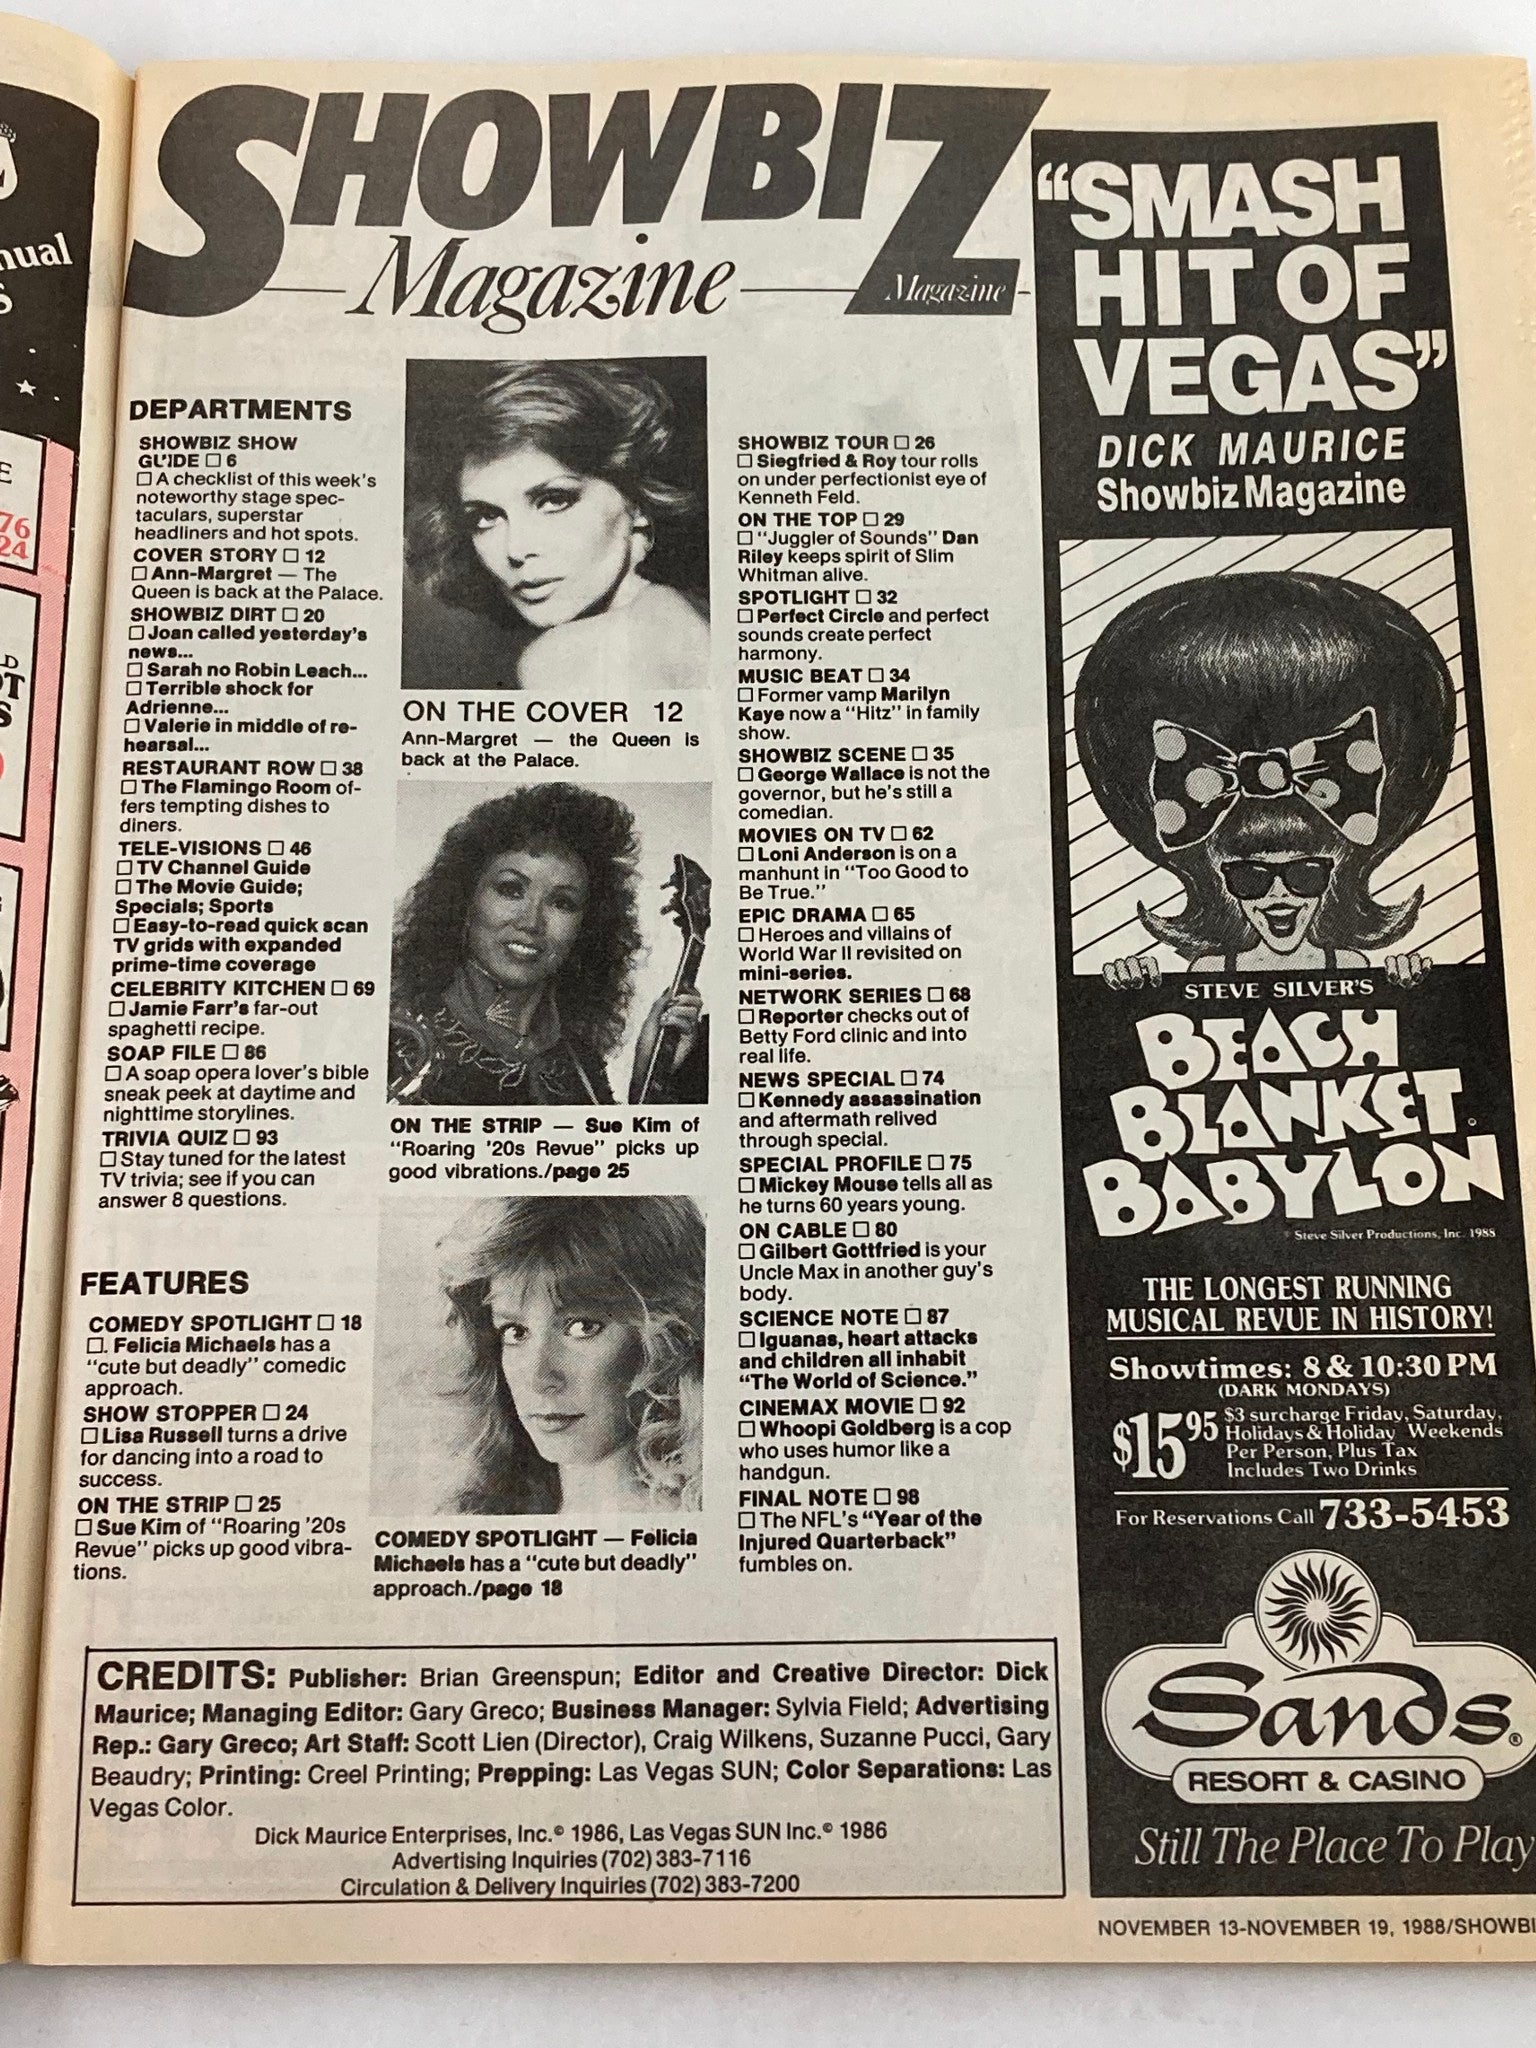 nual
S
E
76
24
OT
S
SHOWBIZ
Magazine
Magazine
DEPARTMENTS
SHOWBIZ SHOW
GUIDE □ 6
□ A checklist of this week's
noteworthy stage spec-
taculars, superstar
headliners and hot spots.
COVER STORY □ 12
□ Ann-Margret — The
Queen is back at the Palace.
SHOWBIZ DIRT □ 20
□ Joan called yesterday's
news...
□ Sarah no Robin Leach...
□ Terrible shock for
Adrienne...
□ Valerie in middle of re-
hearsal...
RESTAURANT ROW □ 38
□ The Flamingo Room of-
fers tempting dishes to
diners.
TELE-VISIONS □ 46
□ TV Channel Guide
□ The Movie Guide;
Specials; Sports
□ Easy-to-read quick scan
TV grids with expanded
prime-time coverage
CELEBRITY KITCHEN □ 69
□ Jamie Farr's far-out
spaghetti recipe.
SOAP FILE □ 86
□ A soap opera lover's bible
sneak peek at daytime and
nighttime storylines.
TRIVIA QUIZ □ 93
□ Stay tuned for the latest
TV trivia; see if you can
answer 8 questions.
FEATURES
COMEDY SPOTLIGHT □ 18
□. Felicia Michaels has a
"cute but deadly" comedic
approach.
SHOW STOPPER □ 24
□ Lisa Russell turns a drive
for dancing into a road to
success.
ON THE STRIP □ 25
□ Sue Kim of "Roaring '20s
Revue" picks up good vibra-
tions.
ON THE COVER 12
Ann-Margret — the Queen is
back at the Palace.
ON THE STRIP — Sue Kim of
"Roaring '20s Revue" picks up
good vibrations./page 25
COMEDY SPOTLIGHT — Felicia
Michaels has a "cute but deadly"
approach./page 18
SHOWBIZ TOUR □ 26
□ Siegfried & Roy tour rolls
on under perfectionist eye of
Kenneth Feld.
ON THE TOP □ 29
□ "Juggler of Sounds" Dan
Riley keeps spirit of Slim
Whitman alive.
SPOTLIGHT □ 32
□ Perfect Circle and perfect
sounds create perfect
harmony.
MUSIC BEAT □ 34
□ Former vamp Marilyn
Kaye now a "Hitz" in family
show.
SHOWBIZ SCENE □ 35
□ George Wallace is not the
governor, but he's still a
comedian.
MOVIES ON TV □ 62
□ Loni Anderson is on a
manhunt in "Too Good to
Be True."
EPIC DRAMA □ 65
□ Heroes and villains of
World War II revisited on
mini-series.
NETWORK SERIES □ 68
□ Reporter checks out of
Betty Ford clinic and into
real life.
NEWS SPECIAL □ 74
□ Kennedy assassination
and aftermath relived
through special.
SPECIAL PROFILE □ 75
□ Mickey Mouse tells all as
he turns 60 years young.
ON CABLE □ 80
□ Gilbert Gottfried is your
Uncle Max in another guy's
body.
SCIENCE NOTE □ 87
□ Iguanas, heart attacks
and children all inhabit
"The World of Science."
CINEMAX MOVIE □ 92
□ Whoopi Goldberg is a cop
who uses humor like a
handgun.
FINAL NOTE □ 98
□ The NFL's "Year of the
Injured Quarterback"
fumbles on.
CREDITS: Publisher: Brian Greenspun; Editor and Creative Director: Dick
Maurice; Managing Editor: Gary Greco; Business Manager: Sylvia Field; Advertising
Rep.: Gary Greco; Art Staff: Scott Lien (Director), Craig Wilkens, Suzanne Pucci, Gary
Beaudry; Printing: Creel Printing; Prepping: Las Vegas SUN; Color Separations: Las
Vegas Color.
Dick Maurice Enterprises, Inc.© 1986, Las Vegas SUN Inc.© 1986
Advertising Inquiries (702) 383-7116
Circulation & Delivery Inquiries (702) 383-7200
"SMASH
HIT OF
VEGAS"
DICK MAURICE
Showbiz Magazine
STEVE SILVER'S
BEACH
BLANKET
BABYLON
© Steve Silver Productions, Inc. 1988
THE LONGEST RUNNING
MUSICAL REVUE IN HISTORY!
Showtimes: 8 & 10:30 PM
(DARK MONDAYS)
$15.95 $3 surcharge Friday, Saturday,
Holidays & Holiday Weekends
Per Person, Plus Tax
Includes Two Drinks
For Reservations Call 733-5453
Sands®
RESORT & CASINO
Still The Place To Play
NOVEMBER 13-NOVEMBER 19, 1988/SHOWBI